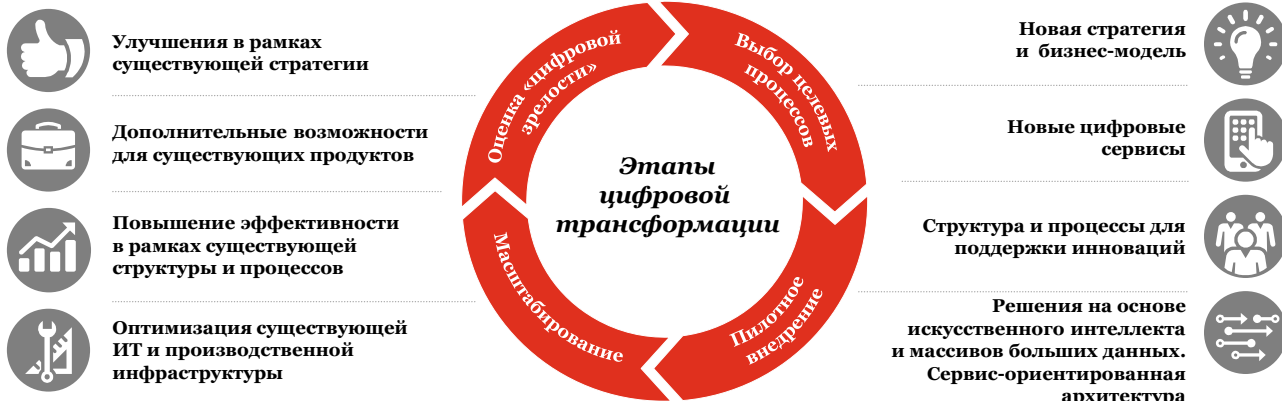 Улучшения в рамках
существующей стратегии
Дополнительные возможности
для существующих продуктов
Повышение эффективности
в рамках существующей
структуры и процессов
Оптимизация существующей
ИТ и производственной
инфраструктуры
Оценка «цифровой
зрелости»
Выбор целевых
процессов
Этапы
цифровой
трансформации
Масштабирование
Пилотное
внедрение
Новая стратегия
и бизнес-модель
Новые цифровые
сервисы
Структура и процессы для
поддержки инноваций
Решения на основе
искусственного интеллекта
и массивов больших данных.
Сервис-ориентированная
архитектура